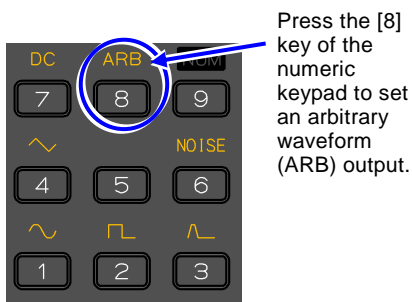 Press the [8]
key of the
numeric
keypad to set
an arbitrary
waveform
(ARB) output.
DC ARB
7 8 9
NOISE
4 5 6
1 2 3